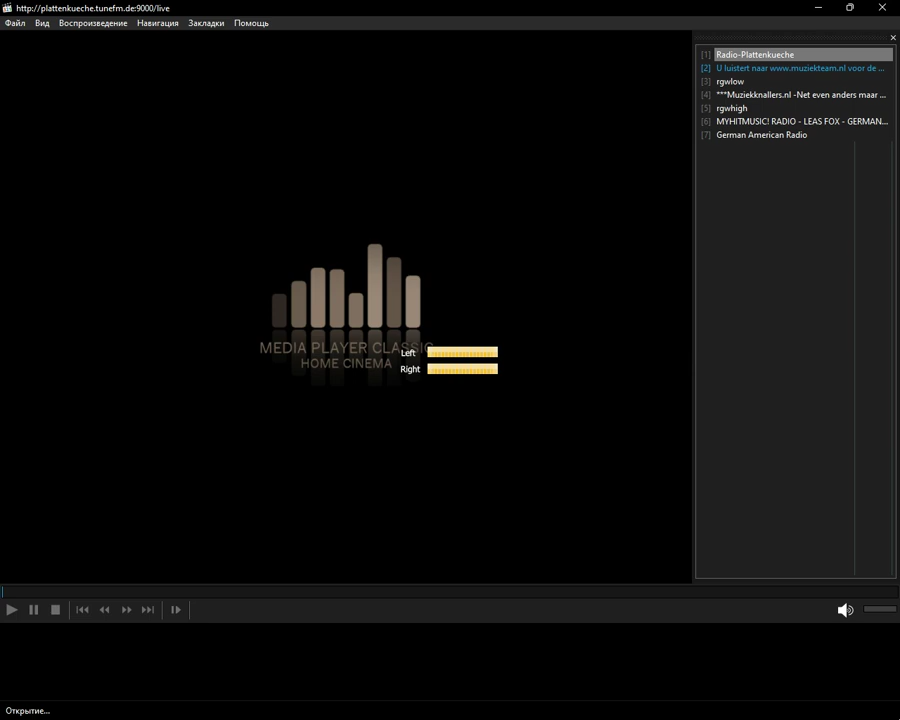 http://plattenkueche.tunefm.de:9000/live
Файл Вид Воспроизведение Навигация Закладки Помощь
[1] Radio-Plattenkueche
[2] U luistert naar www.muziekteam.nl voor de ...
[3] rgwlow
[4] ***Muziekknallers.nl -Net even anders maar ...
[5] rgwhigh
[6] MYHITMUSIC! RADIO - LEAS FOX - GERMAN...
[7] German American Radio
MEDIA PLAYER CLASSIC
HOME CINEMA
Left
Right
Открытие...